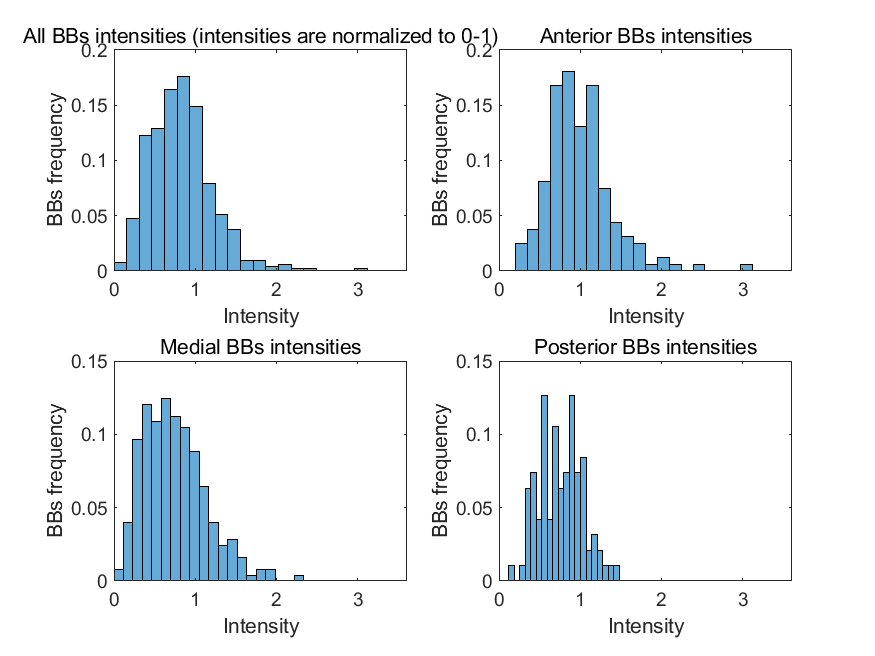 All BBs intensities (intensities are normalized to 0-1)
0.2
0.15
0.1
0.05
0
BBs frequency
0 1 2 3
Intensity
Anterior BBs intensities
0.2
0.15
0.1
0.05
0
BBs frequency
0 1 2 3
Intensity
Medial BBs intensities
0.15
0.1
0.05
0
BBs frequency
0 1 2 3
Intensity
Posterior BBs intensities
0.15
0.1
0.05
0
BBs frequency
0 1 2 3
Intensity